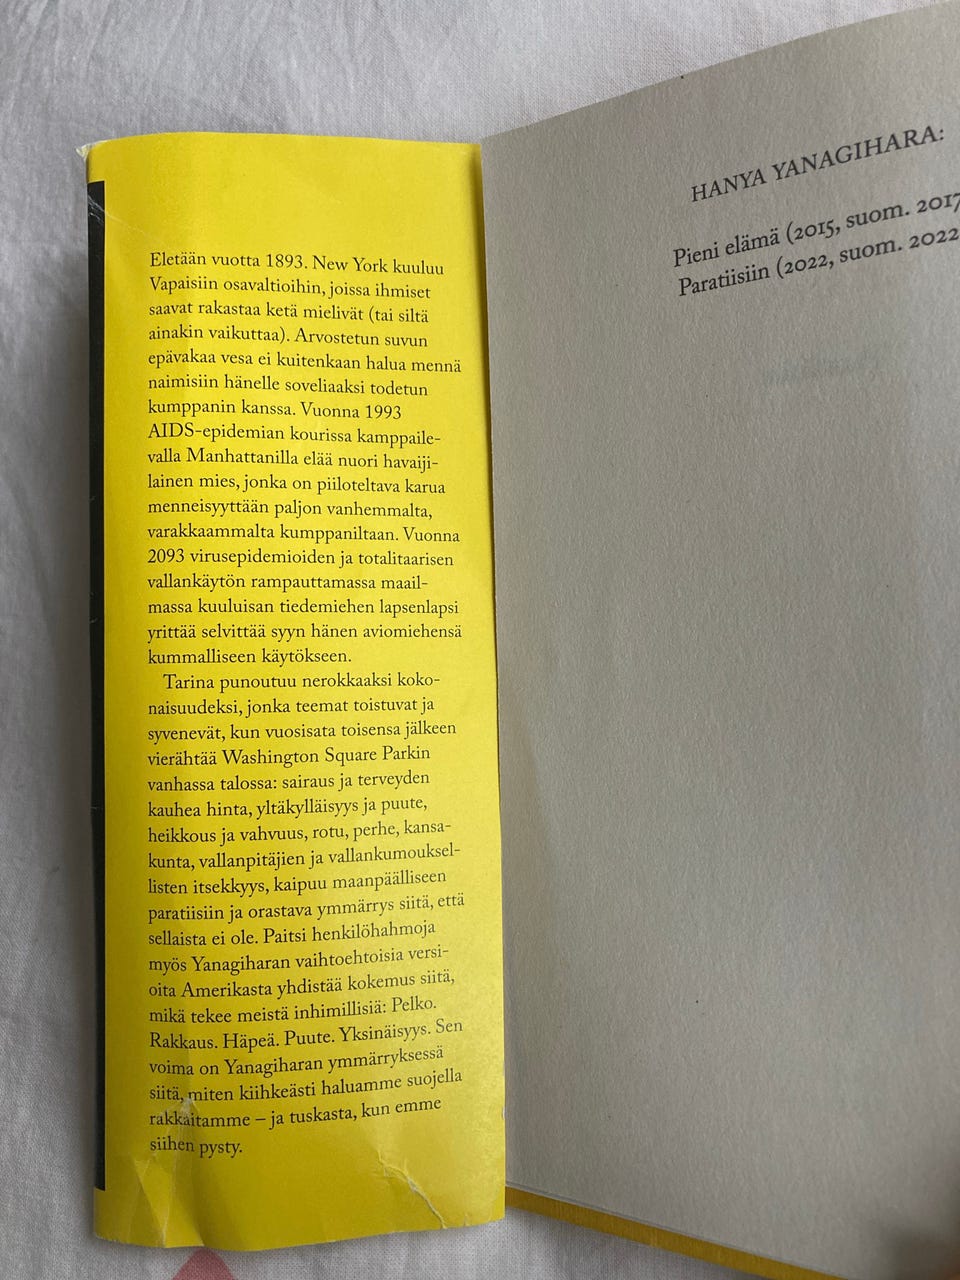 Eletään vuotta 1893. New York kuuluu
Vapaisiin osavaltioihin, joissa ihmiset
saavat rakastaa ketä mielivät (tai siltä
ainakin vaikuttaa). Arvostetun suvun
epävakaa vesa ei kuitenkaan halua mennä
naimisiin hänelle soveliaaksi todetun
kumppanin kanssa. Vuonna 1993
AIDS-epidemian kourissa kamppaile-
valla Manhattanilla elää nuori havaiji-
lainen mies, jonka on piiloteltava karua
menneisyyttään paljon vanhemmalta,
varakkaammalta kumppaniltaan. Vuonna
2093 virusepidemioiden ja totalitaarisen
vallankäytön rampauttamassa maail-
massa kuuluisan tiedemiehen lapsenlapsi
yrittää selvittää syyn hänen aviomiehensä
kummalliseen käytökseen.
Tarina punoutuu nerokkaaksi koko-
naisuudeksi, jonka teemat toistuvat ja
syvenevät, kun vuosisata toisensa jälkeen
vierähtää Washington Square Parkin
vanhassa talossa: sairaus ja terveyden
kauhea hinta, yltäkylläisyys ja puute,
heikkous ja vahvuus, rotu, perhe, kansa-
kunta, vallanpitäjien ja vallankumouksel-
listen itsekkyys, kaipuu maanpäälliseen
paratiisiin ja orastava ymmärrys siitä, että
sellaista ei ole. Paitsi henkilöhahmoja
myös Yanagiharan vaihtoehtoisia versi-
oita Amerikasta yhdistää kokemus siitä,
mikä tekee meistä inhimillisiä: Pelko.
Rakkaus. Häpeä. Puute. Yksinäisyys. Sen
voima on Yanagiharan ymmärryksessä
siitä, miten kiihkeästi haluamme suojella
rakkaitamme – ja tuskasta, kun emme
siihen pysty.
HANYA YANAGIHARA:
Pieni elämä (2015, suom. 2017
Paratiisiin (2022, suom. 2022